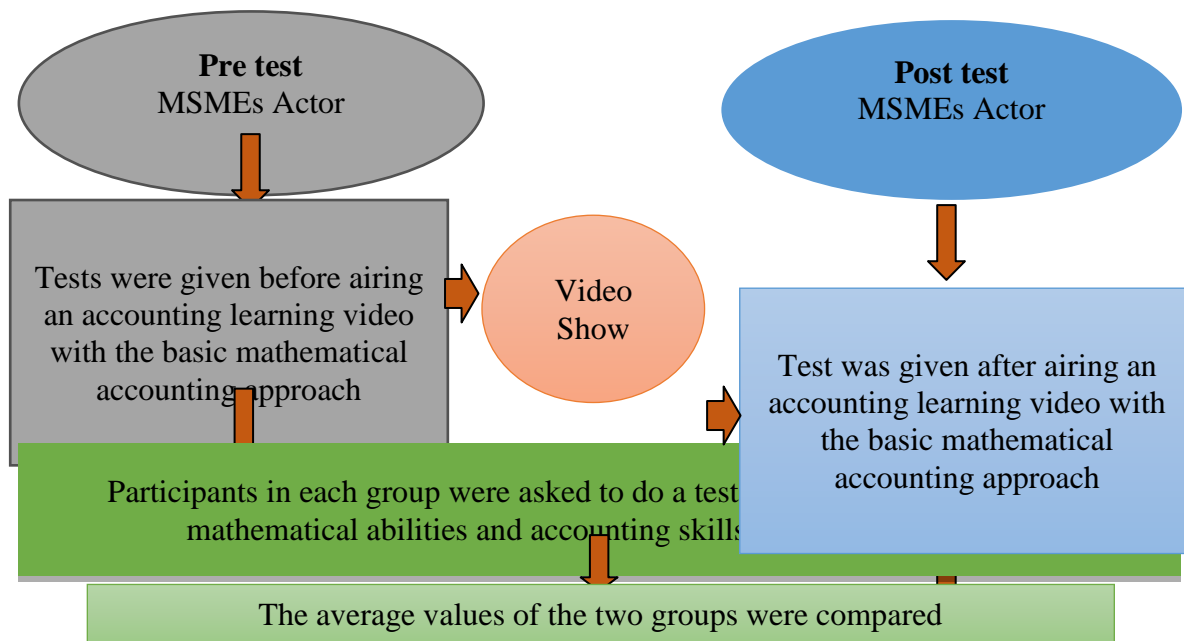 Pre test
MSMEs Actor
Post test
MSMEs Actor
Tests were given before airing
an accounting learning video
with the basic mathematical
accounting approach
Video
Show
Test was given after airing an
accounting learning video with
the basic mathematical
accounting approach
Participants in each group were asked to do a test
mathematical abilities and accounting skills
The average values of the two groups were compared